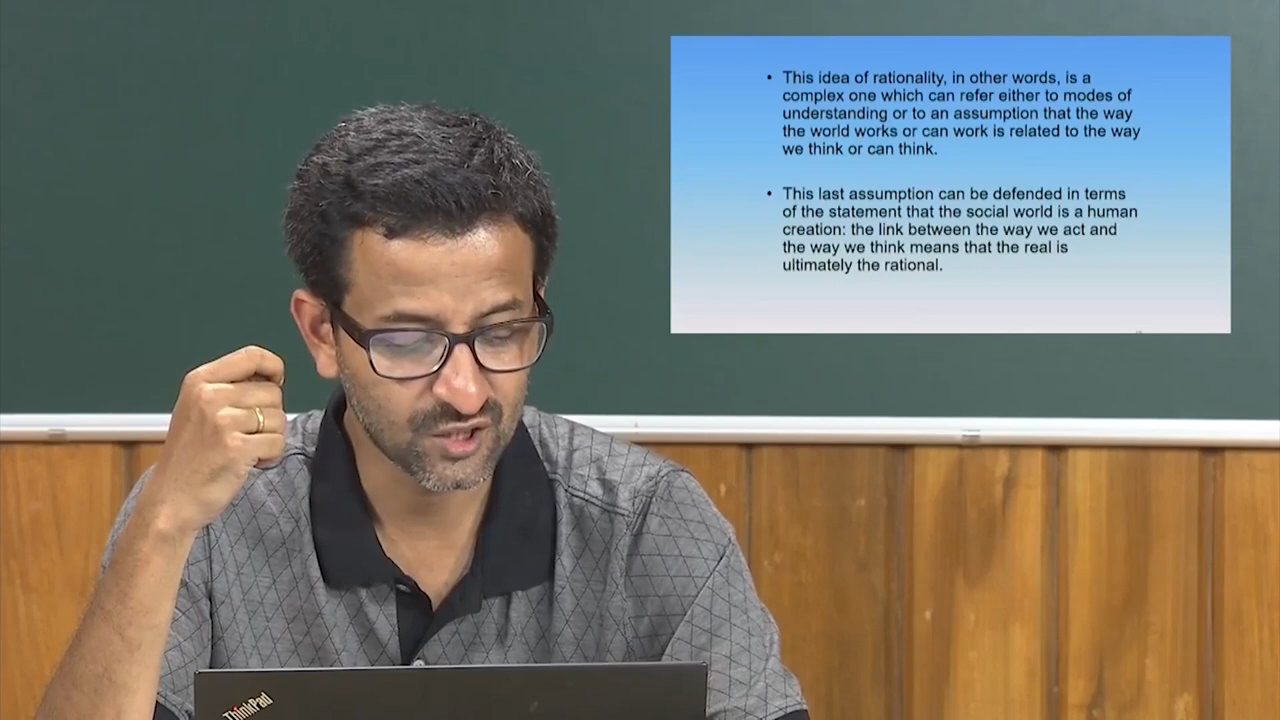 • This idea of rationality, in other words, is a
complex one which can refer either to modes of
understanding or to an assumption that the way
the world works or can work is related to the way
we think or can think.
• This last assumption can be defended in terms
of the statement that the social world is a human
creation: the link between the way we act and
the way we think means that the real is
ultimately the rational.
ThinkPad